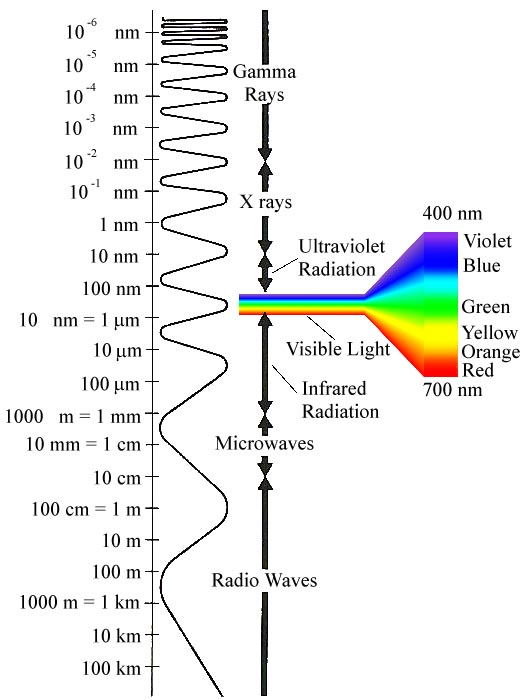 10⁻⁶ nm
10⁻⁵ nm
10⁻⁴ nm
10⁻³ nm
10⁻² nm
10⁻¹ nm
1 nm
10 nm
100 nm
10 nm = 1 µm
10 µm
100 µm
1000 m = 1 mm
10 mm = 1 cm
10 cm
100 cm = 1 m
10 m
100 m
1000 m = 1 km
10 km
100 km
Gamma
Rays
X rays
Ultraviolet
Radiation
Visible Light
Infrared
Radiation
Microwaves
Radio Waves
400 nm
Violet
Blue
Green
Yellow
Orange
Red
700 nm